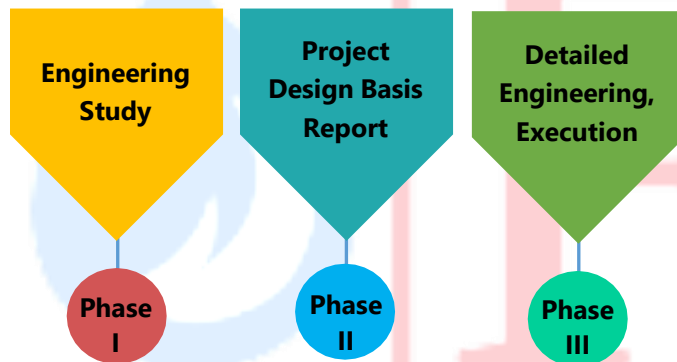 Engineering
Study
Project
Design Basis
Report
Detailed
Engineering,
Execution
Phase
I
Phase
II
Phase
III